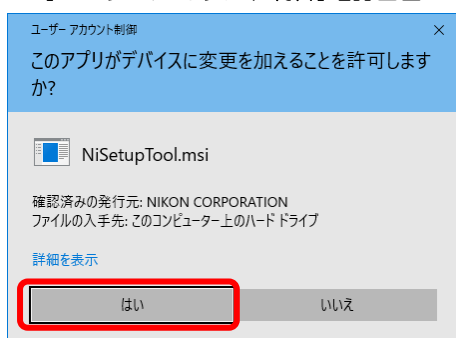 ユーザー アカウント制御
×
このアプリがデバイスに変更を加えることを許可します
か?
NiSetupTool.msi
確認済みの発行元: NIKON CORPORATION
ファイルの入手先: このコンピューター上のハード ドライブ
詳細を表示
はい
いいえ